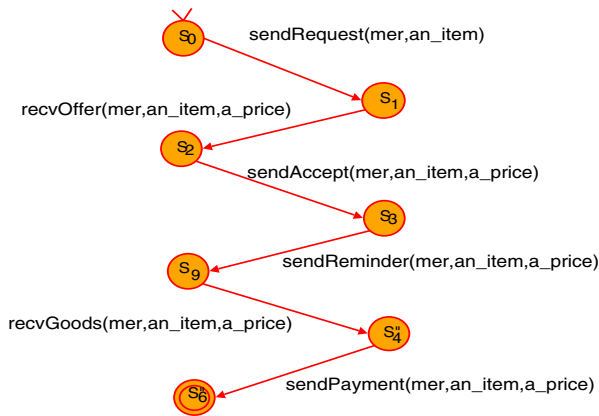 S0
sendRequest(mer,an_item)
S1
recvOffer(mer,an_item,a_price)
S2
sendAccept(mer,an_item,a_price)
S3
sendReminder(mer,an_item,a_price)
S9
recvGoods(mer,an_item,a_price)
S"4
sendPayment(mer,an_item,a_price)
S"6